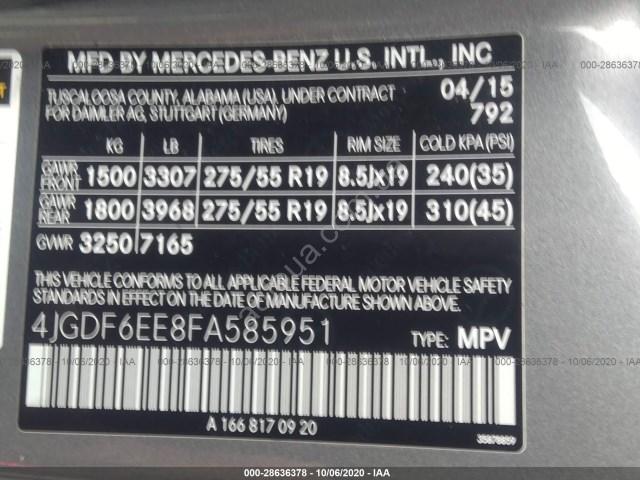 MFD BY MERCEDES-BENZ U.S. INTL., INC
TUSCALOOSA COUNTY, ALABAMA (USA), UNDER CONTRACT 04/15
FOR DAIMLER AG, STUTTGART (GERMANY) 792
KG LB TIRES RIM SIZE COLD KPA(PSI)
GAWR FRONT 1500 3307 275/55 R19 8.5Jx19 240(35)
GAWR REAR 1800 3968 275/55 R19 8.5Jx19 310(45)
GVWR 3250 7165
THIS VEHICLE CONFORMS TO ALL APPLICABLE FEDERAL MOTOR VEHICLE SAFETY
STANDARDS IN EFFECT ON THE DATE OF MANUFACTURE SHOWN ABOVE.
4JGDF6EE8FA585951 TYPE: MPV
A 166 817 09 20
35878859
000-28636378 - 10/06/2020 - IAA